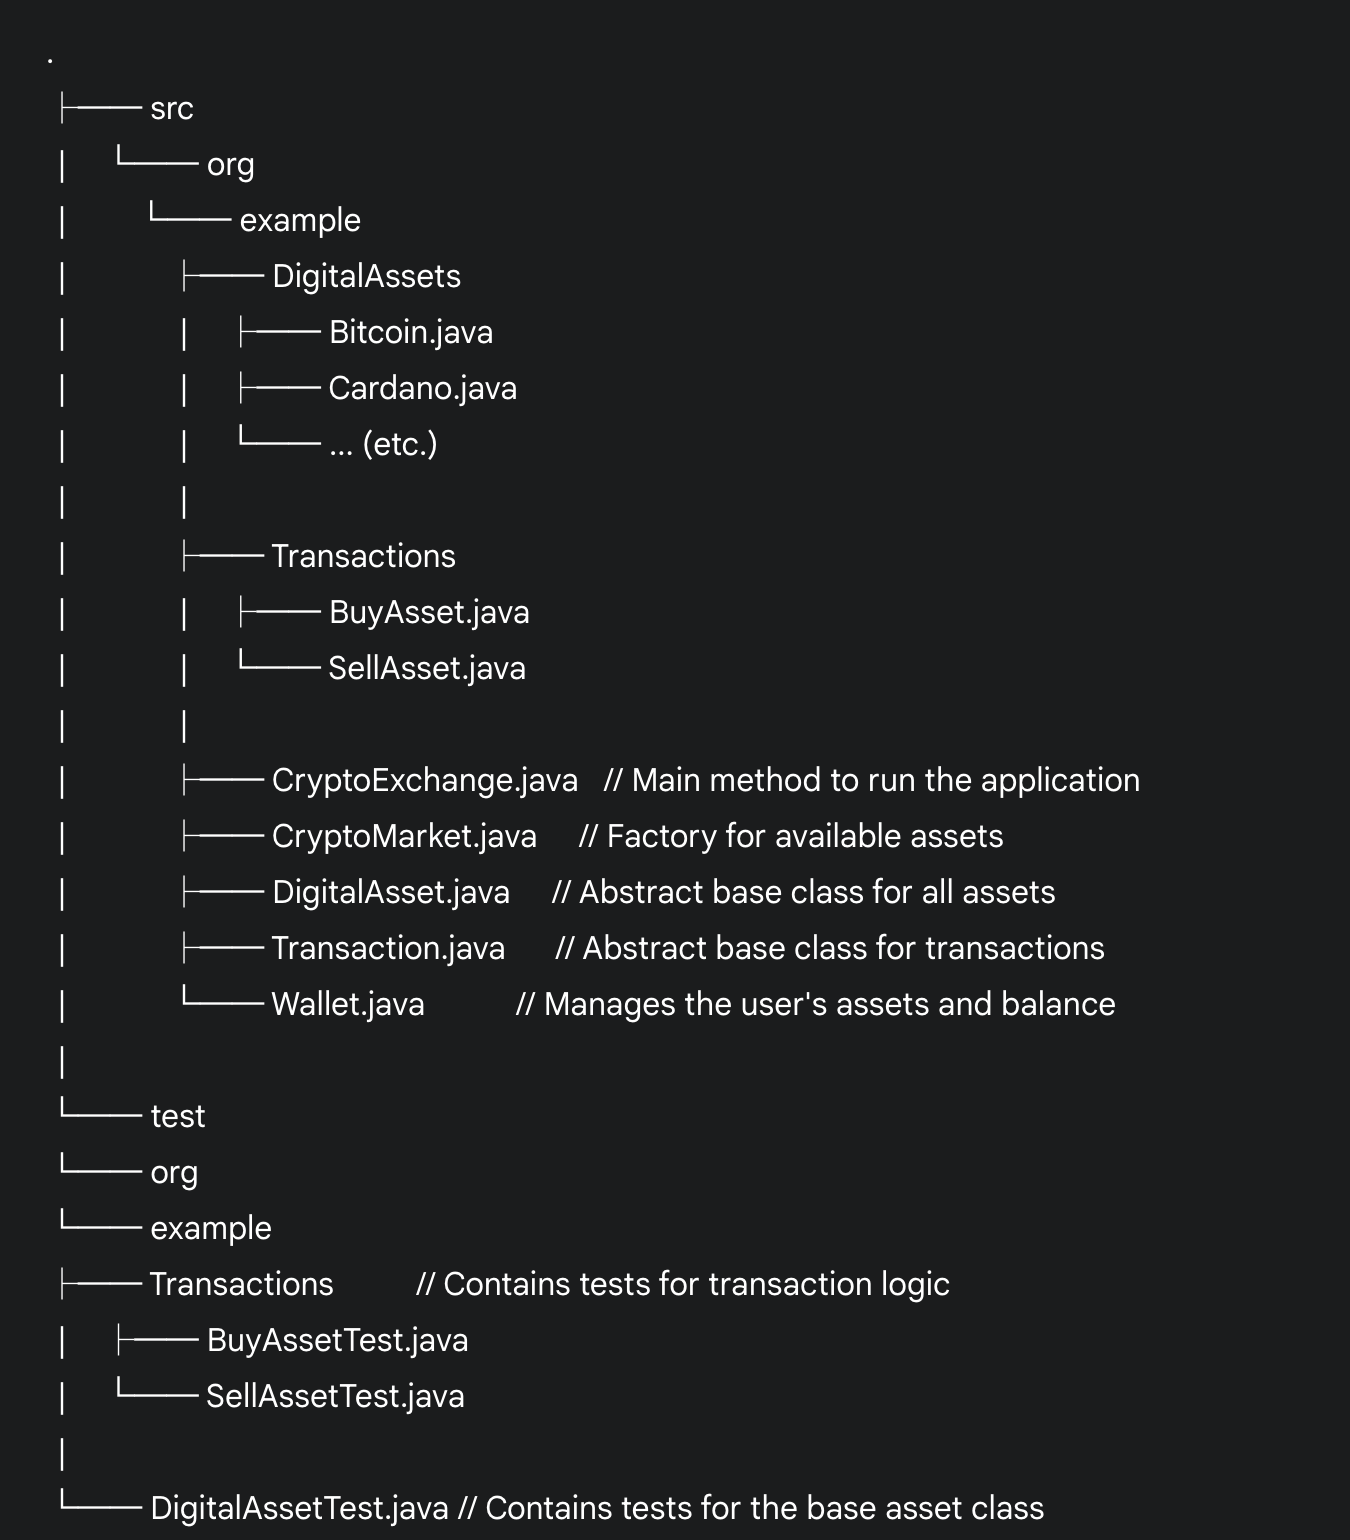 .
├── src
│   └── org
│       └── example
│           ├── DigitalAssets
│           │   ├── Bitcoin.java
│           │   ├── Cardano.java
│           │   └── ... (etc.)
│           │
│           ├── Transactions
│           │   ├── BuyAsset.java
│           │   └── SellAsset.java
│           │
│           ├── CryptoExchange.java // Main method to run the application
│           ├── CryptoMarket.java // Factory for available assets
│           ├── DigitalAsset.java // Abstract base class for all assets
│           ├── Transaction.java // Abstract base class for transactions
│           └── Wallet.java // Manages the user's assets and balance
│
└── test
└── org
└── example
├── Transactions // Contains tests for transaction logic
│   ├── BuyAssetTest.java
│   └── SellAssetTest.java
│
└── DigitalAssetTest.java // Contains tests for the base asset class